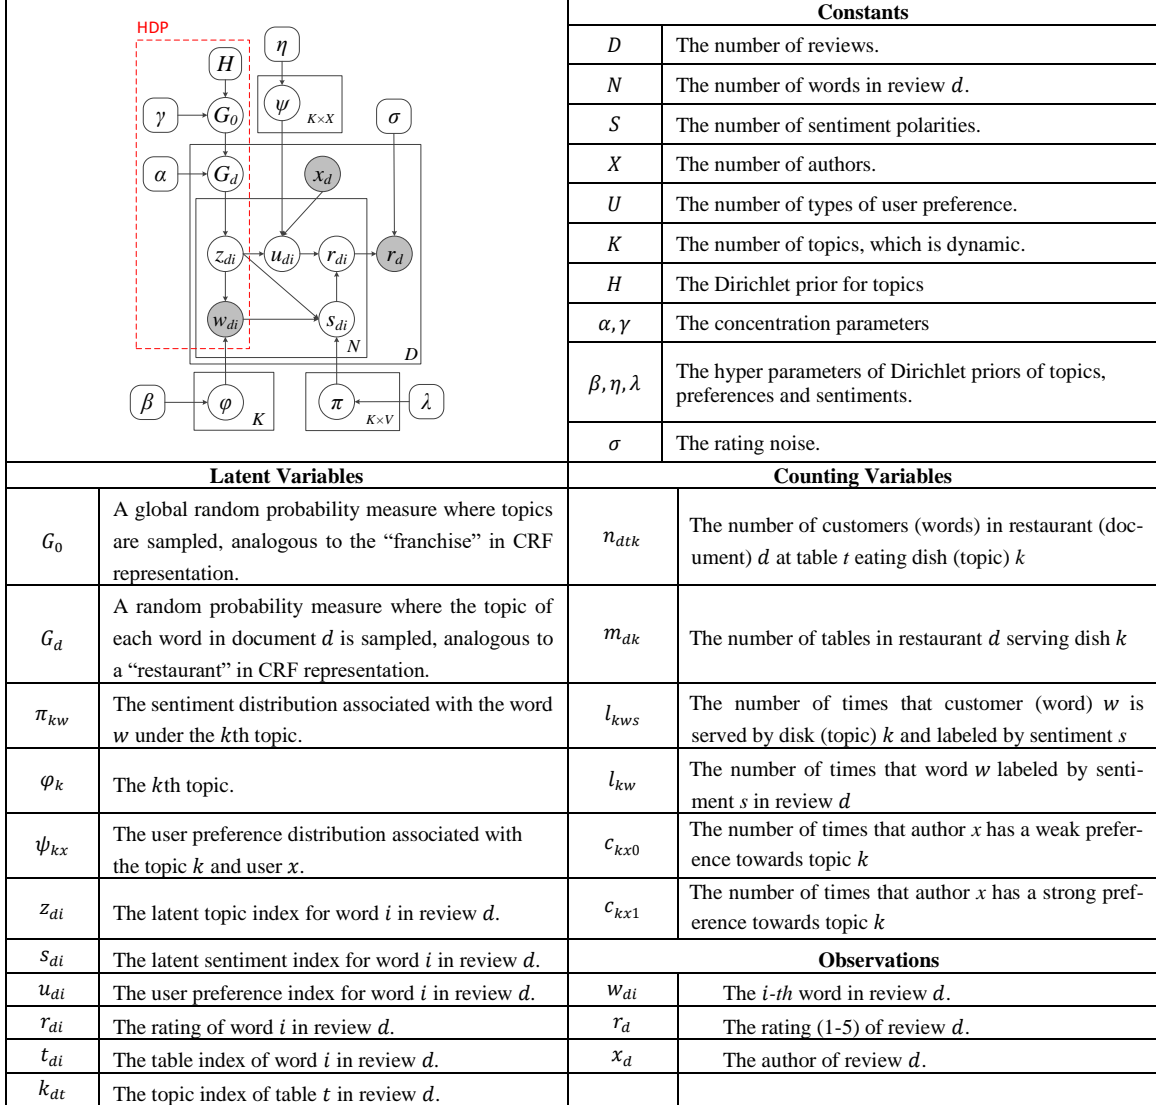 HDP
η
H
ψ
K×X
γ
G0
σ
α
Gd
xd
zdi
udi
rdi
rd
wdi
sdi
N
D
β
φ
K
π
K×V
λ
Constants
D The number of reviews.
N The number of words in review d.
S The number of sentiment polarities.
X The number of authors.
U The number of types of user preference.
K The number of topics, which is dynamic.
H The Dirichlet prior for topics
α, γ The concentration parameters
β, η, λ The hyper parameters of Dirichlet priors of topics,
preferences and sentiments.
σ The rating noise.
Latent Variables
G0 A global random probability measure where topics
are sampled, analogous to the “franchise” in CRF
representation.
Gd A random probability measure where the topic of
each word in document d is sampled, analogous to
a “restaurant” in CRF representation.
πkw The sentiment distribution associated with the word
w under the kth topic.
φk The kth topic.
ψkx The user preference distribution associated with
the topic k and user x.
zdi The latent topic index for word i in review d.
sdi The latent sentiment index for word i in review d.
udi The user preference index for word i in review d.
rdi The rating of word i in review d.
tdi The table index of word i in review d.
kdt The topic index of table t in review d.
Counting Variables
ndtk The number of customers (words) in restaurant (doc-
ument) d at table t eating dish (topic) k
mdk The number of tables in restaurant d serving dish k
lkws The number of times that customer (word) w is
served by disk (topic) k and labeled by sentiment s
lkw The number of times that word w labeled by senti-
ment s in review d
ckx0 The number of times that author x has a weak prefer-
ence towards topic k
ckx1 The number of times that author x has a strong pref-
erence towards topic k
Observations
wdi The i-th word in review d.
rd The rating (1-5) of review d.
xd The author of review d.